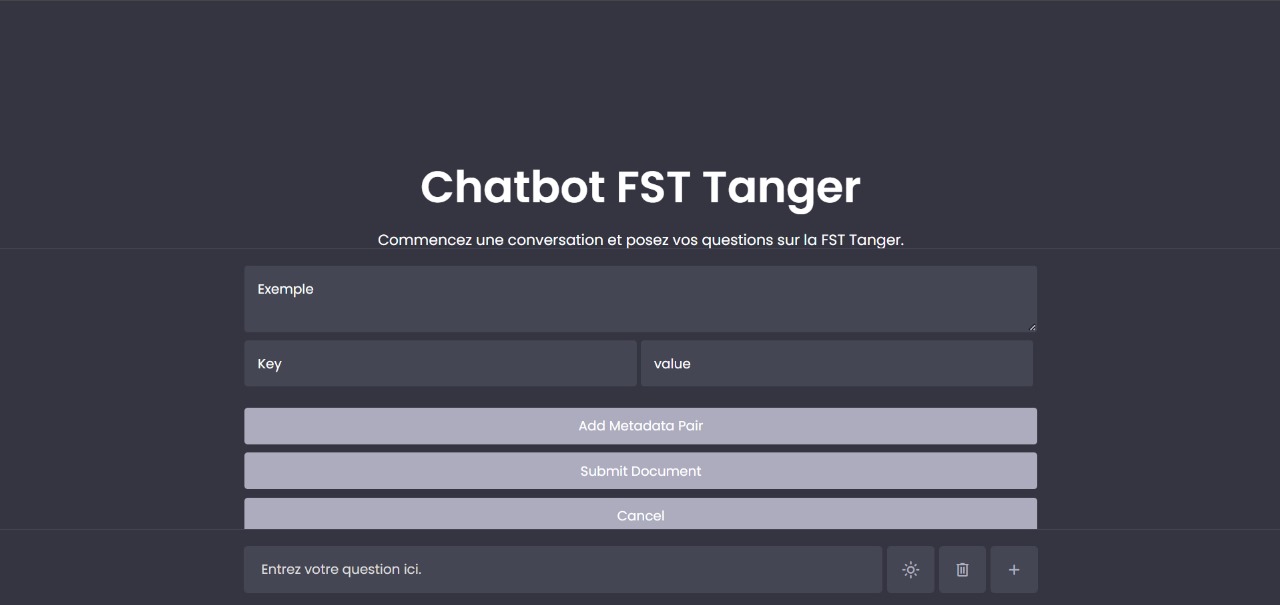 Chatbot FST Tanger
Commencez une conversation et posez vos questions sur la FST Tanger.
Exemple
Key value
Add Metadata Pair
Submit Document
Cancel
Entrez votre question ici.